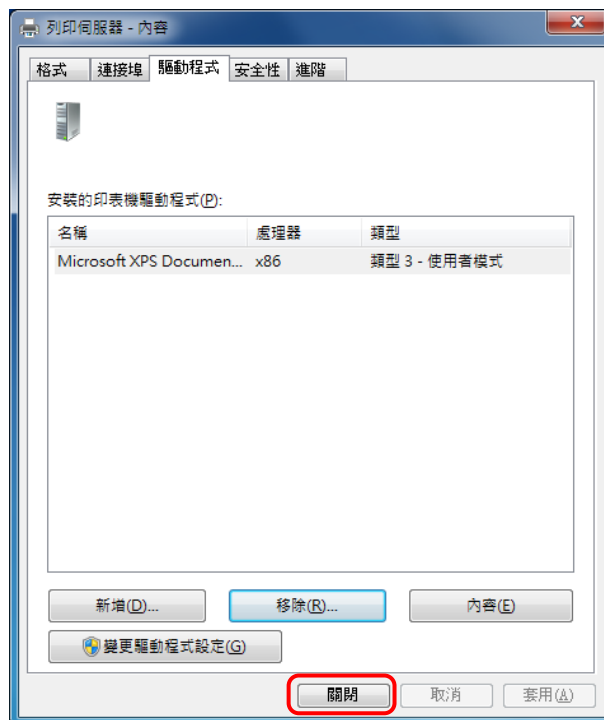 列印伺服器 - 內容
格式 連接埠 驅動程式 安全性 進階
安裝的印表機驅動程式(P):
名稱 處理器 類型
Microsoft XPS Documen... x86 類型 3 - 使用者模式
新增(D)... 移除(R)... 內容(E)
變更驅動程式設定(G)
關閉 取消 套用(A)